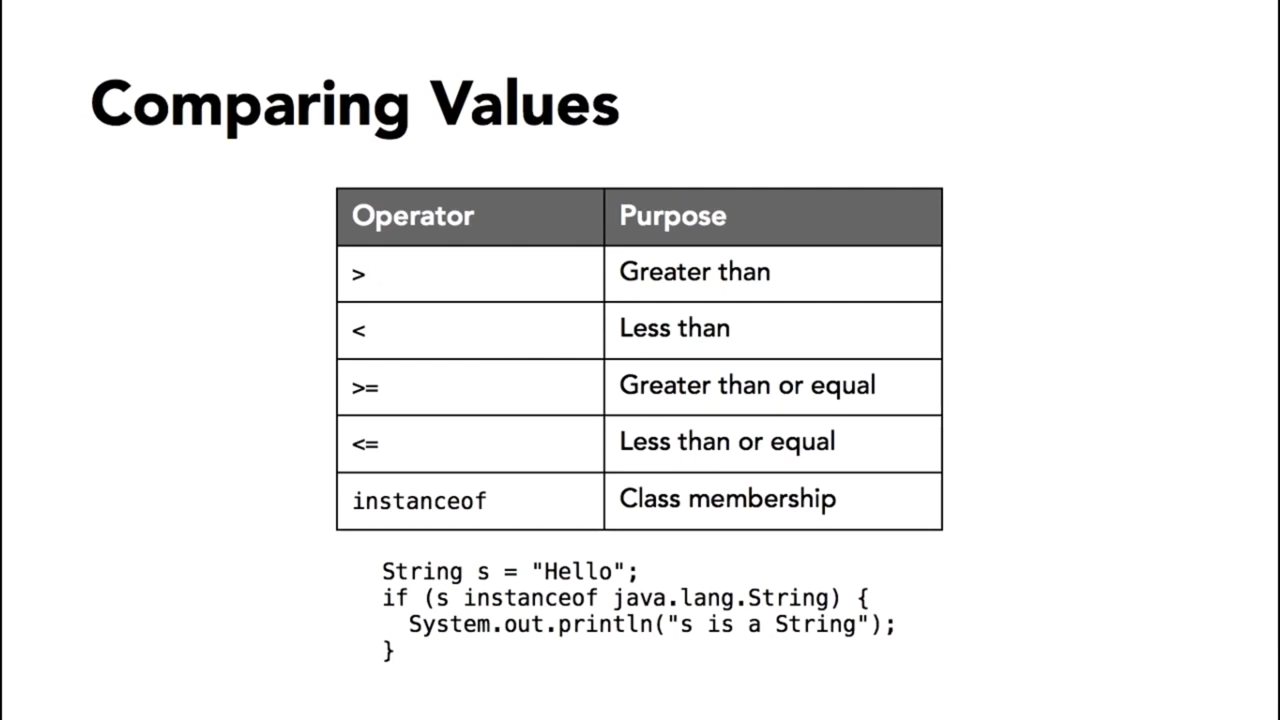 Comparing Values
Operator Purpose
> Greater than
< Less than
>= Greater than or equal
<= Less than or equal
instanceof Class membership
String s = "Hello";
if (s instanceof java.lang.String) {
  System.out.println("s is a String");
}